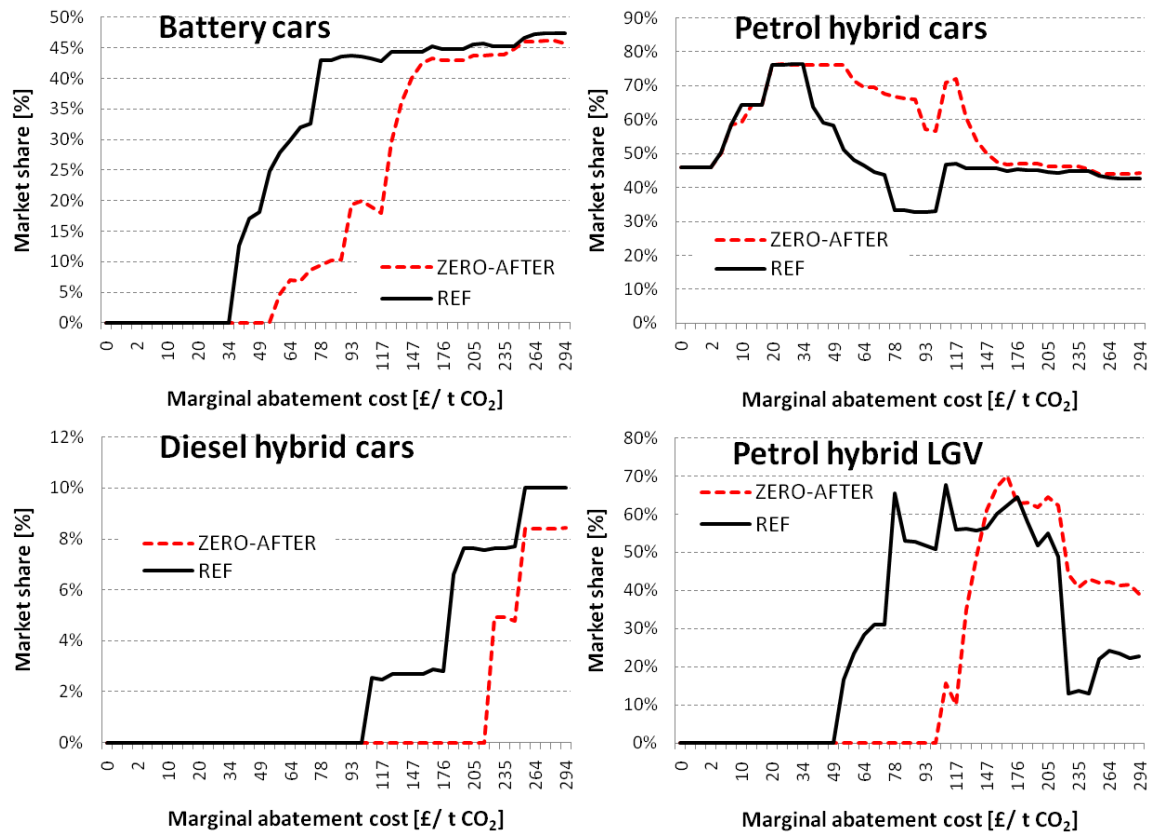 Battery cars
50%
45%
40%
35%
30%
25%
20%
15%
10%
5%
0%
Market share [%]
ZERO-AFTER
REF
0 2 10 20 34 49 64 78 93 117 147 176 205 235 264 294
Marginal abatement cost [£/ t CO₂]
Petrol hybrid cars
90%
80%
70%
60%
50%
40%
30%
20%
10%
0%
Market share [%]
ZERO-AFTER
REF
0 2 10 20 34 49 64 78 93 117 147 176 205 235 264 294
Marginal abatement cost [£/ t CO₂]
Diesel hybrid cars
12%
10%
8%
6%
4%
2%
0%
Market share [%]
ZERO-AFTER
REF
0 2 10 20 34 49 64 78 93 117 147 176 205 235 264 294
Marginal abatement cost [£/ t CO₂]
Petrol hybrid LGV
80%
70%
60%
50%
40%
30%
20%
10%
0%
Market share [%]
ZERO-AFTER
REF
0 2 10 20 34 49 64 78 93 117 147 176 205 235 264 294
Marginal abatement cost [£/ t CO₂]